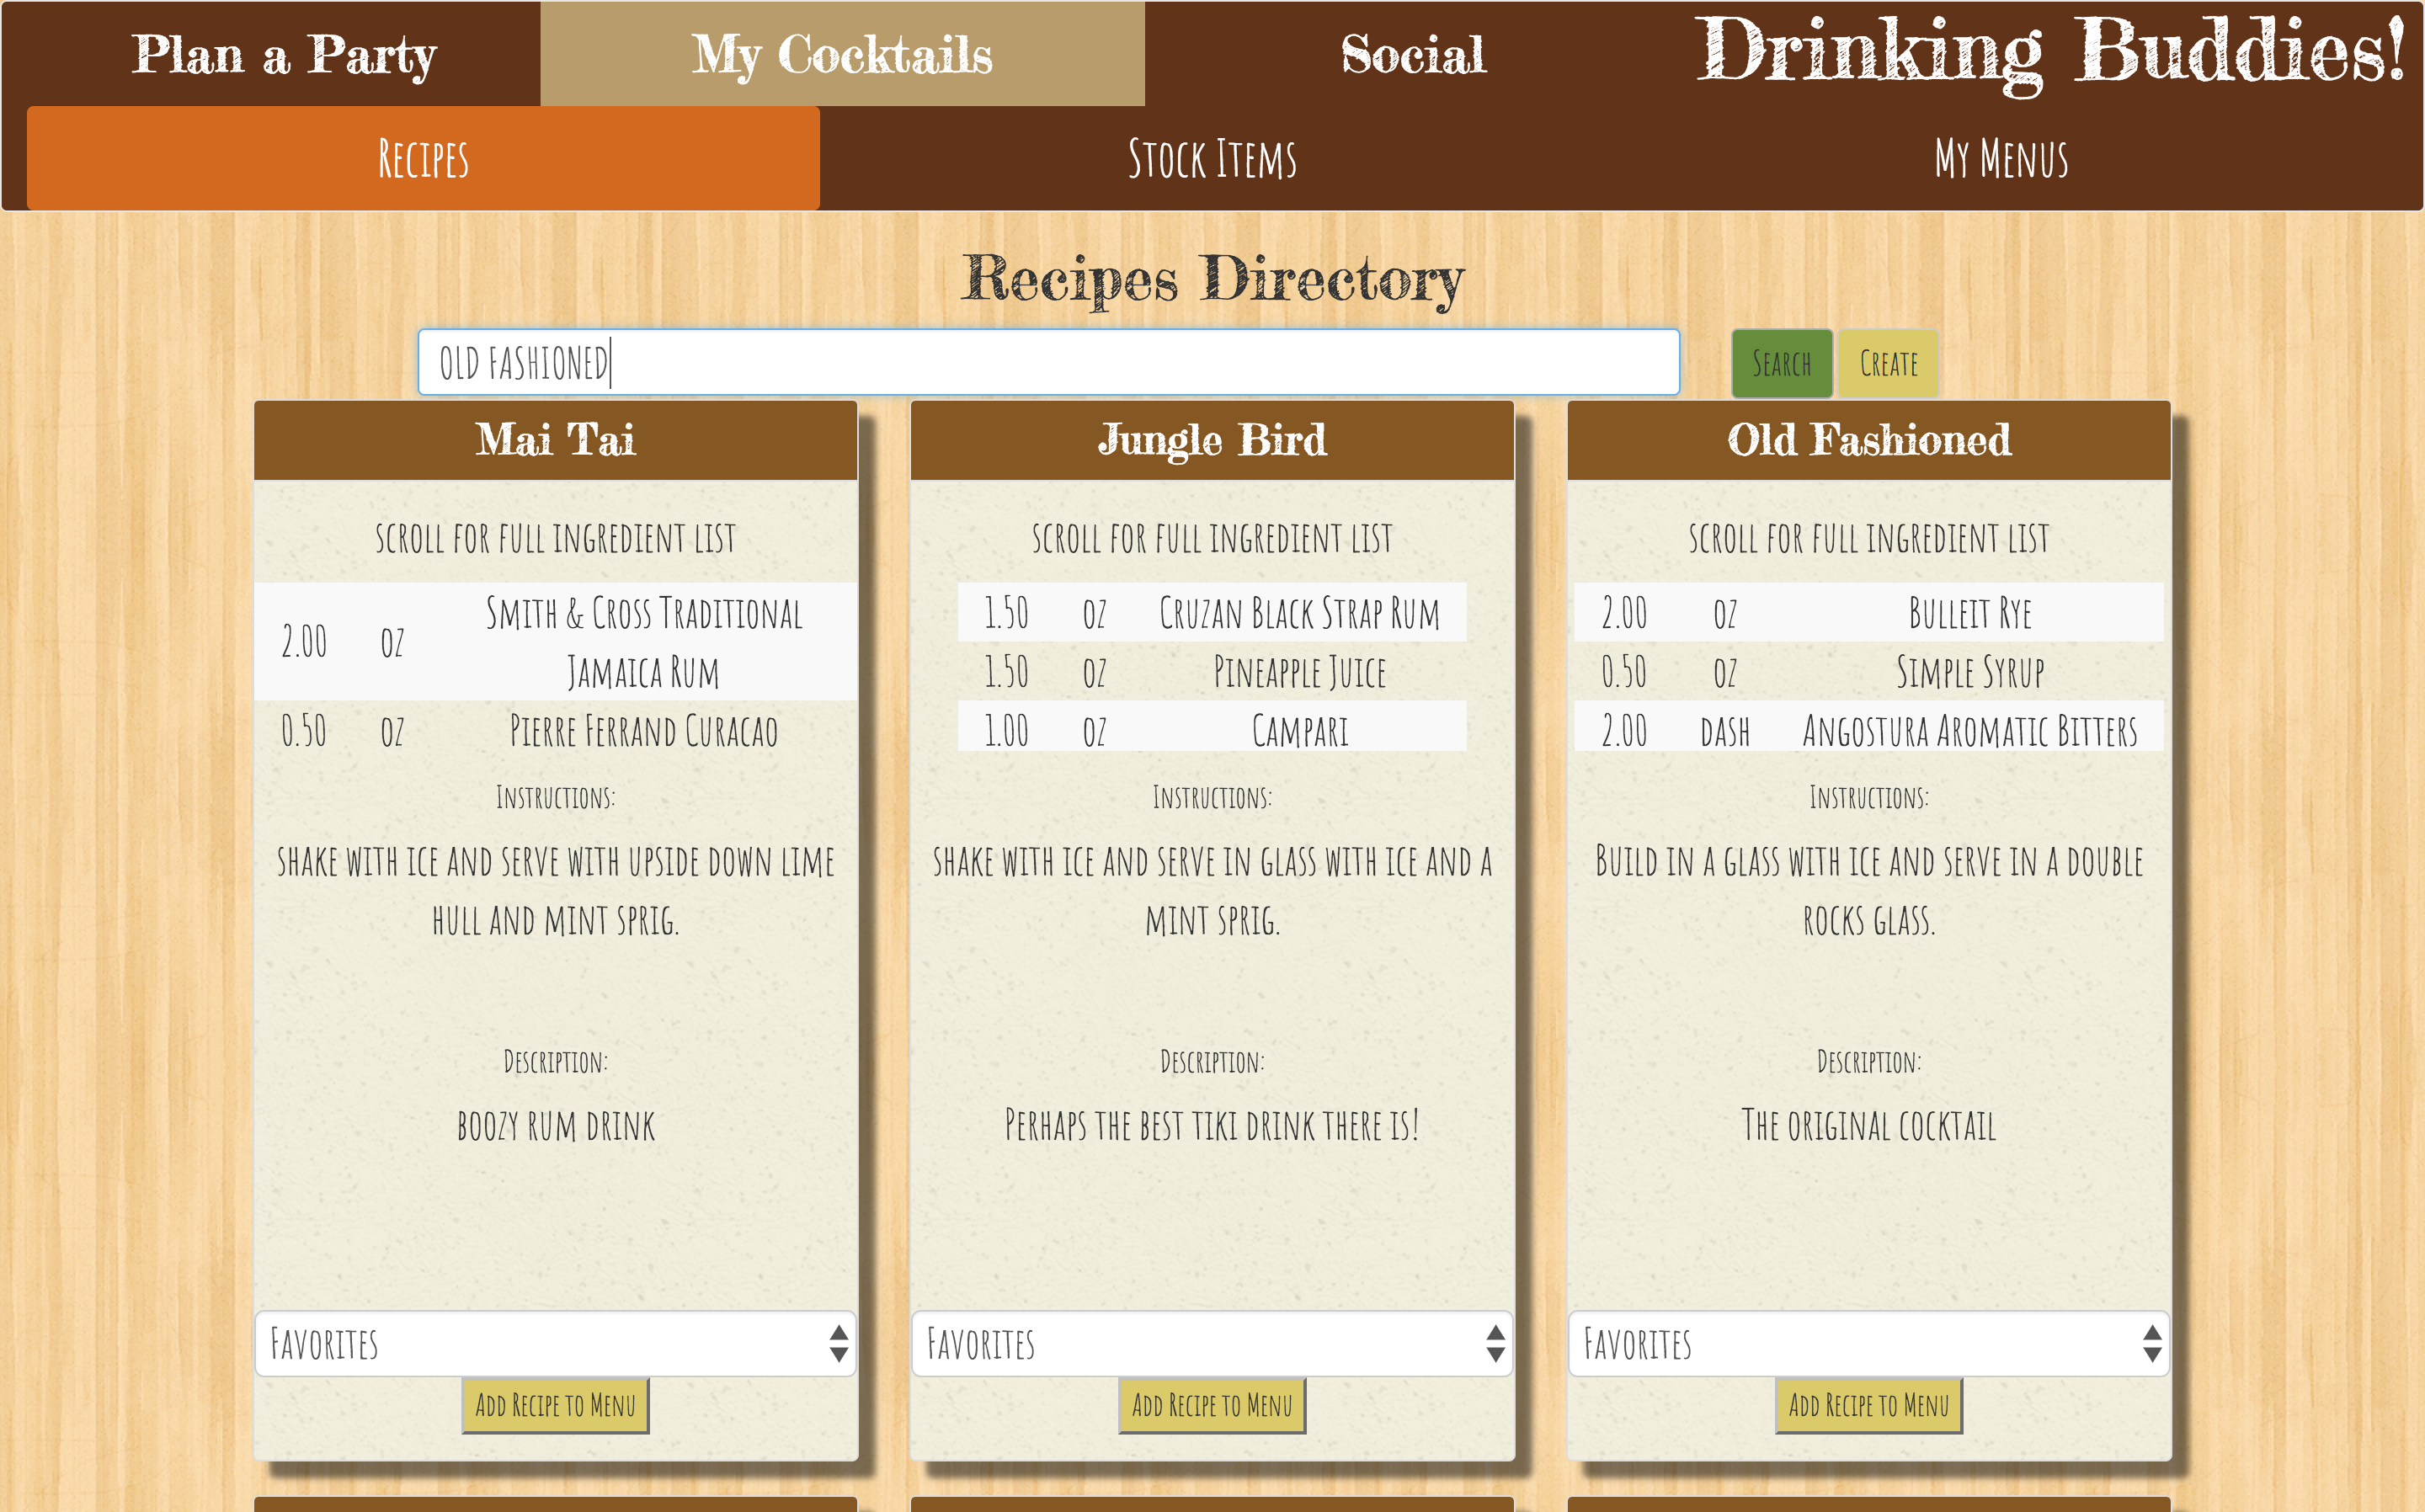 Plan a Party
My Cocktails
Social
Drinking Buddies!
Recipes
Stock Items
My Menus
Recipes Directory
OLD FASHIONED
Search
Create
Mai Tai
scroll for full ingredient list
2.00 oz Smith & Cross Traditional
Jamaica Rum
0.50 oz Pierre Ferrand Curacao
Instructions:
shake with ice and serve with upside down lime
hull and mint sprig.
Description:
boozy rum drink
Favorites
Add Recipe to Menu
Jungle Bird
scroll for full ingredient list
1.50 oz Cruzan Black Strap Rum
1.50 oz Pineapple Juice
1.00 oz Campari
Instructions:
shake with ice and serve in glass with ice and a
mint sprig.
Description:
Perhaps the best tiki drink there is!
Favorites
Add Recipe to Menu
Old Fashioned
scroll for full ingredient list
2.00 oz Bulleit Rye
0.50 oz Simple Syrup
2.00 dash Angostura Aromatic Bitters
Instructions:
Build in a glass with ice and serve in a double
rocks glass.
Description:
The original cocktail
Favorites
Add Recipe to Menu